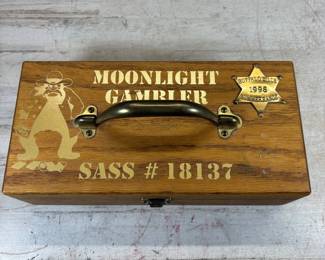 MOONLIGHT
GAMBLER
1998
SASS # 18137